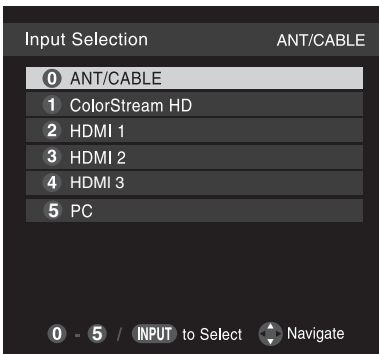 Input Selection ANT/CABLE
0 ANT/CABLE
1 ColorStream HD
2 HDMI 1
3 HDMI 2
4 HDMI 3
5 PC
0 - 5 / INPUT to Select Navigate